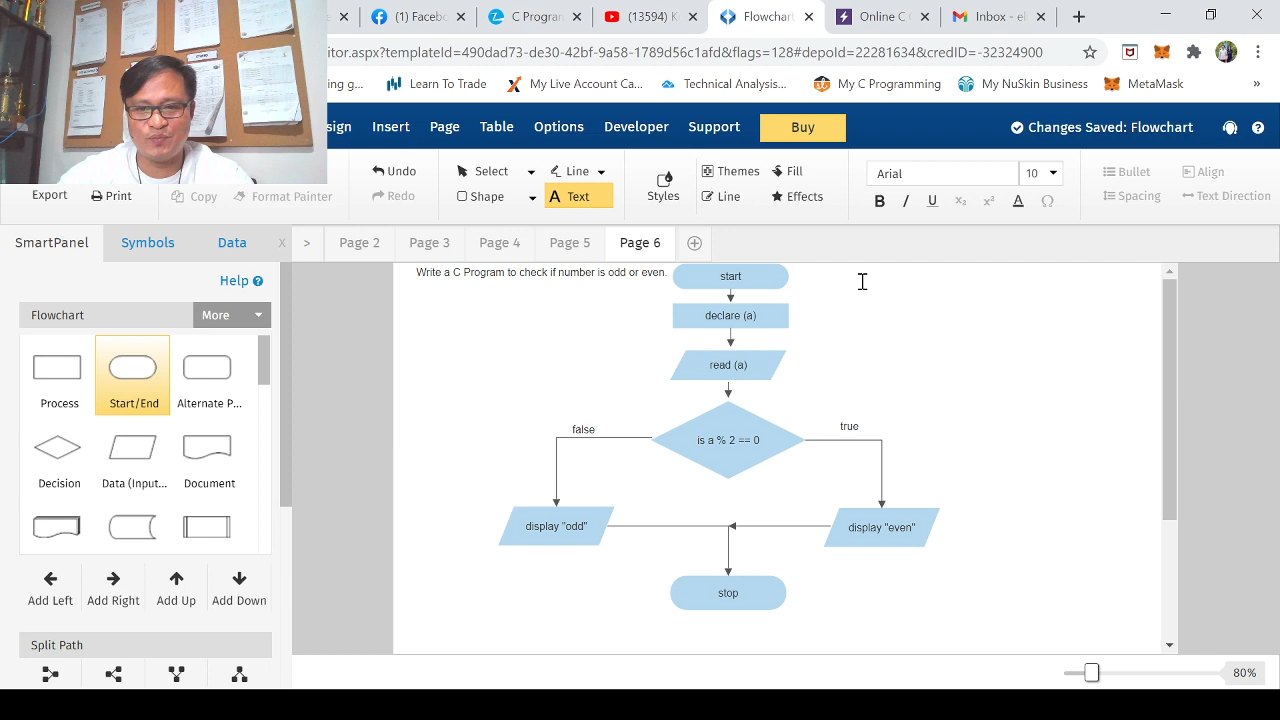 (1) Faceb
C Progran
(13594) K
Flowchart
Online
Inbox - el
itor.aspx?templateId=490dad73-de30-42bf-9a58-1789d56c1afd&flags=128#depoId=22281634&credID=-32324900
ing g...
Learn To Trade
My Live Account Ca...
Technical Analysis...
My C Programming
My NuSkin Business
MetaMask
»
sign
Insert
Page
Table
Options
Developer
Support
Buy
Changes Saved: Flowchart
Export
Print
Undo
Redo
Copy
Format Painter
Select
Line
Shape
A Text
Styles
Themes
Fill
Line
Effects
Arial
10
B I U X₂ X² A Ω
Bullet
Align
Spacing
Text Direction
SmartPanel
Symbols
Data
X
>
Page 2
Page 3
Page 4
Page 5
Page 6
Help
Flowchart
More
Process
Start/End
Alternate P...
Decision
Data (Input...
Document
Add Left
Add Right
Add Up
Add Down
Split Path
Write a C Program to check if number is odd or even.
start
declare (a)
read (a)
is a % 2 == 0
false
true
display "odd"
display "even"
stop
80%